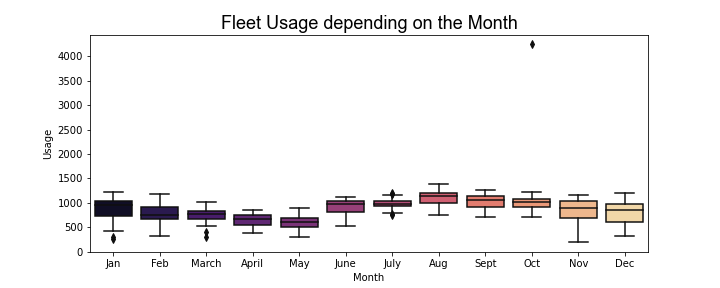 Fleet Usage depending on the Month
4000
3500
3000
2500
2000
1500
1000
500
0
Usage
Jan Feb March April May June July Aug Sept Oct Nov Dec
Month